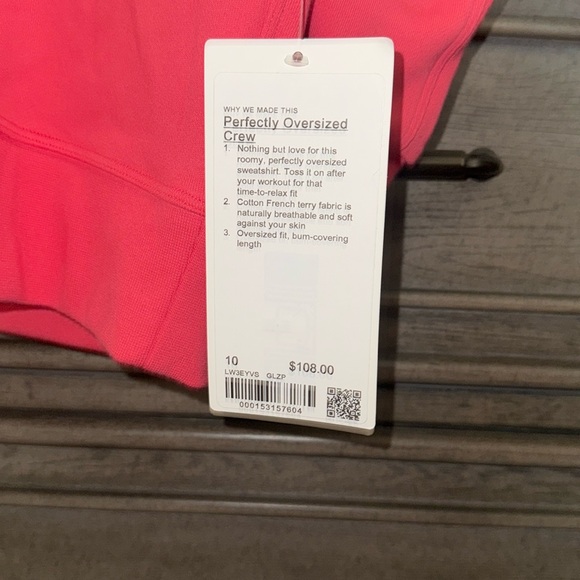 WHY WE MADE THIS
Perfectly Oversized
Crew
1. Nothing but love for this
roomy, perfectly oversized
sweatshirt. Toss it on after
your workout for that
time-to-relax fit
2. Cotton French terry fabric is
naturally breathable and soft
against your skin
3. Oversized fit, bum-covering
length
10 $108.00
LW3EYVS GLZP
000153157604